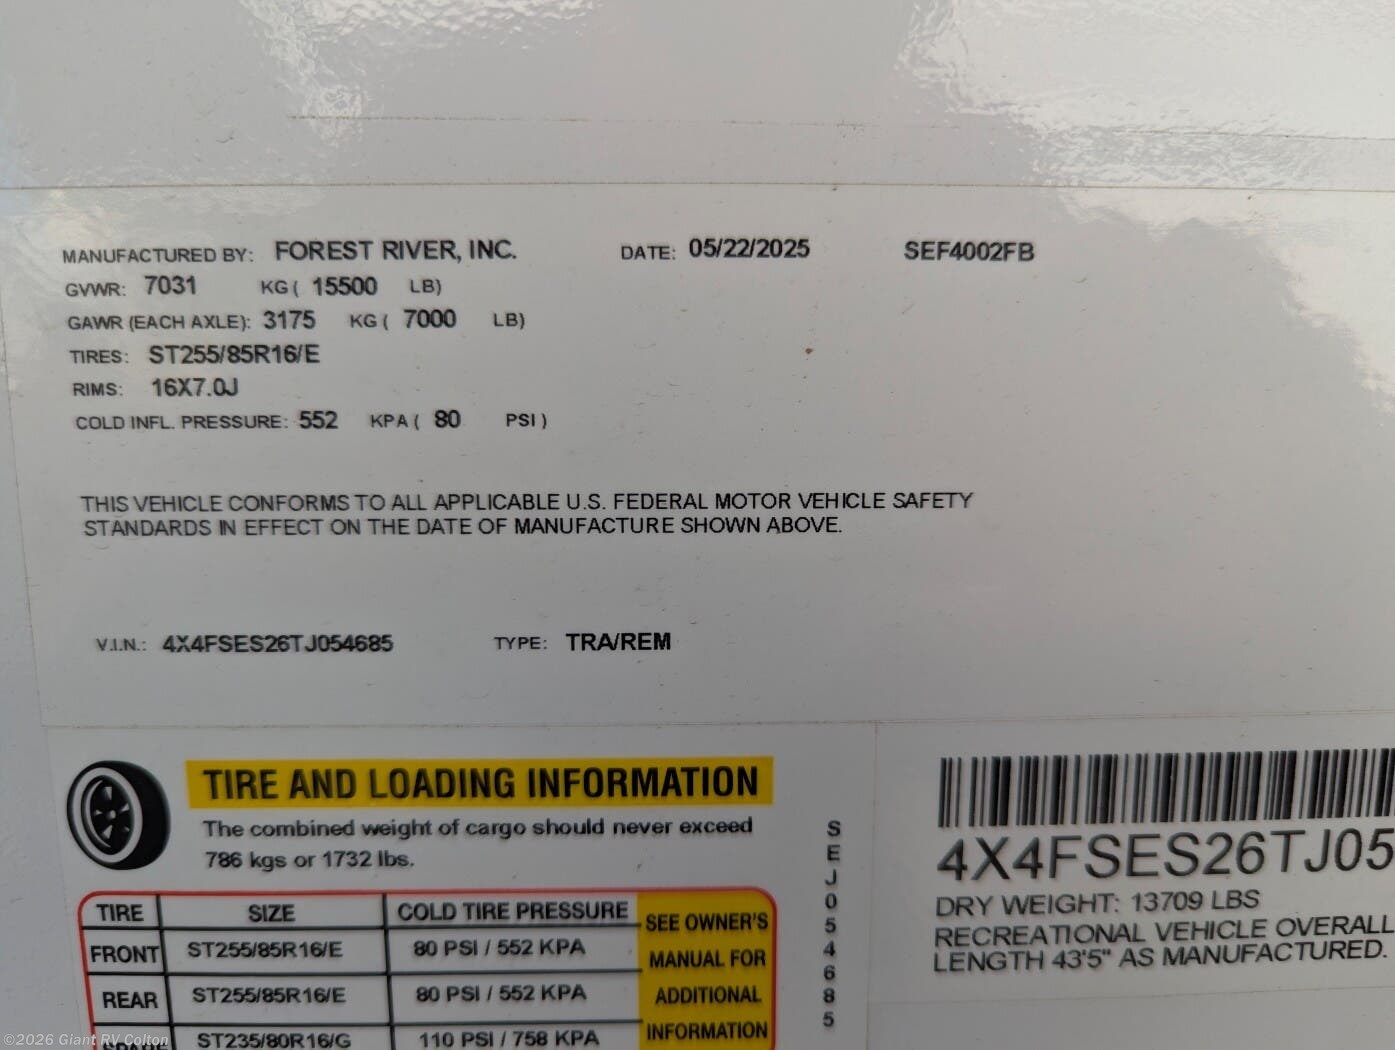 MANUFACTURED BY: FOREST RIVER, INC. DATE: 05/22/2025 SEF4002FB
GVWR: 7031 KG ( 15500 LB)
GAWR (EACH AXLE): 3175 KG ( 7000 LB)
TIRES: ST255/85R16/E
RIMS: 16X7.0J
COLD INFL. PRESSURE: 552 KPA ( 80 PSI )
THIS VEHICLE CONFORMS TO ALL APPLICABLE U.S. FEDERAL MOTOR VEHICLE SAFETY
STANDARDS IN EFFECT ON THE DATE OF MANUFACTURE SHOWN ABOVE.
V.I.N.: 4X4FSES26TJ054685 TYPE: TRA/REM
TIRE AND LOADING INFORMATION
The combined weight of cargo should never exceed
786 kgs or 1732 lbs.
TIRE SIZE COLD TIRE PRESSURE
FRONT ST255/85R16/E 80 PSI / 552 KPA
REAR ST255/85R16/E 80 PSI / 552 KPA
SPARE ST235/80R16/G 110 PSI / 758 KPA
SEE OWNER'S
MANUAL FOR
ADDITIONAL
INFORMATION
SEJ054685
4X4FSES26TJ05
DRY WEIGHT: 13709 LBS
RECREATIONAL VEHICLE OVERALL
LENGTH 43'5" AS MANUFACTURED.
©2026 Giant RV Colton